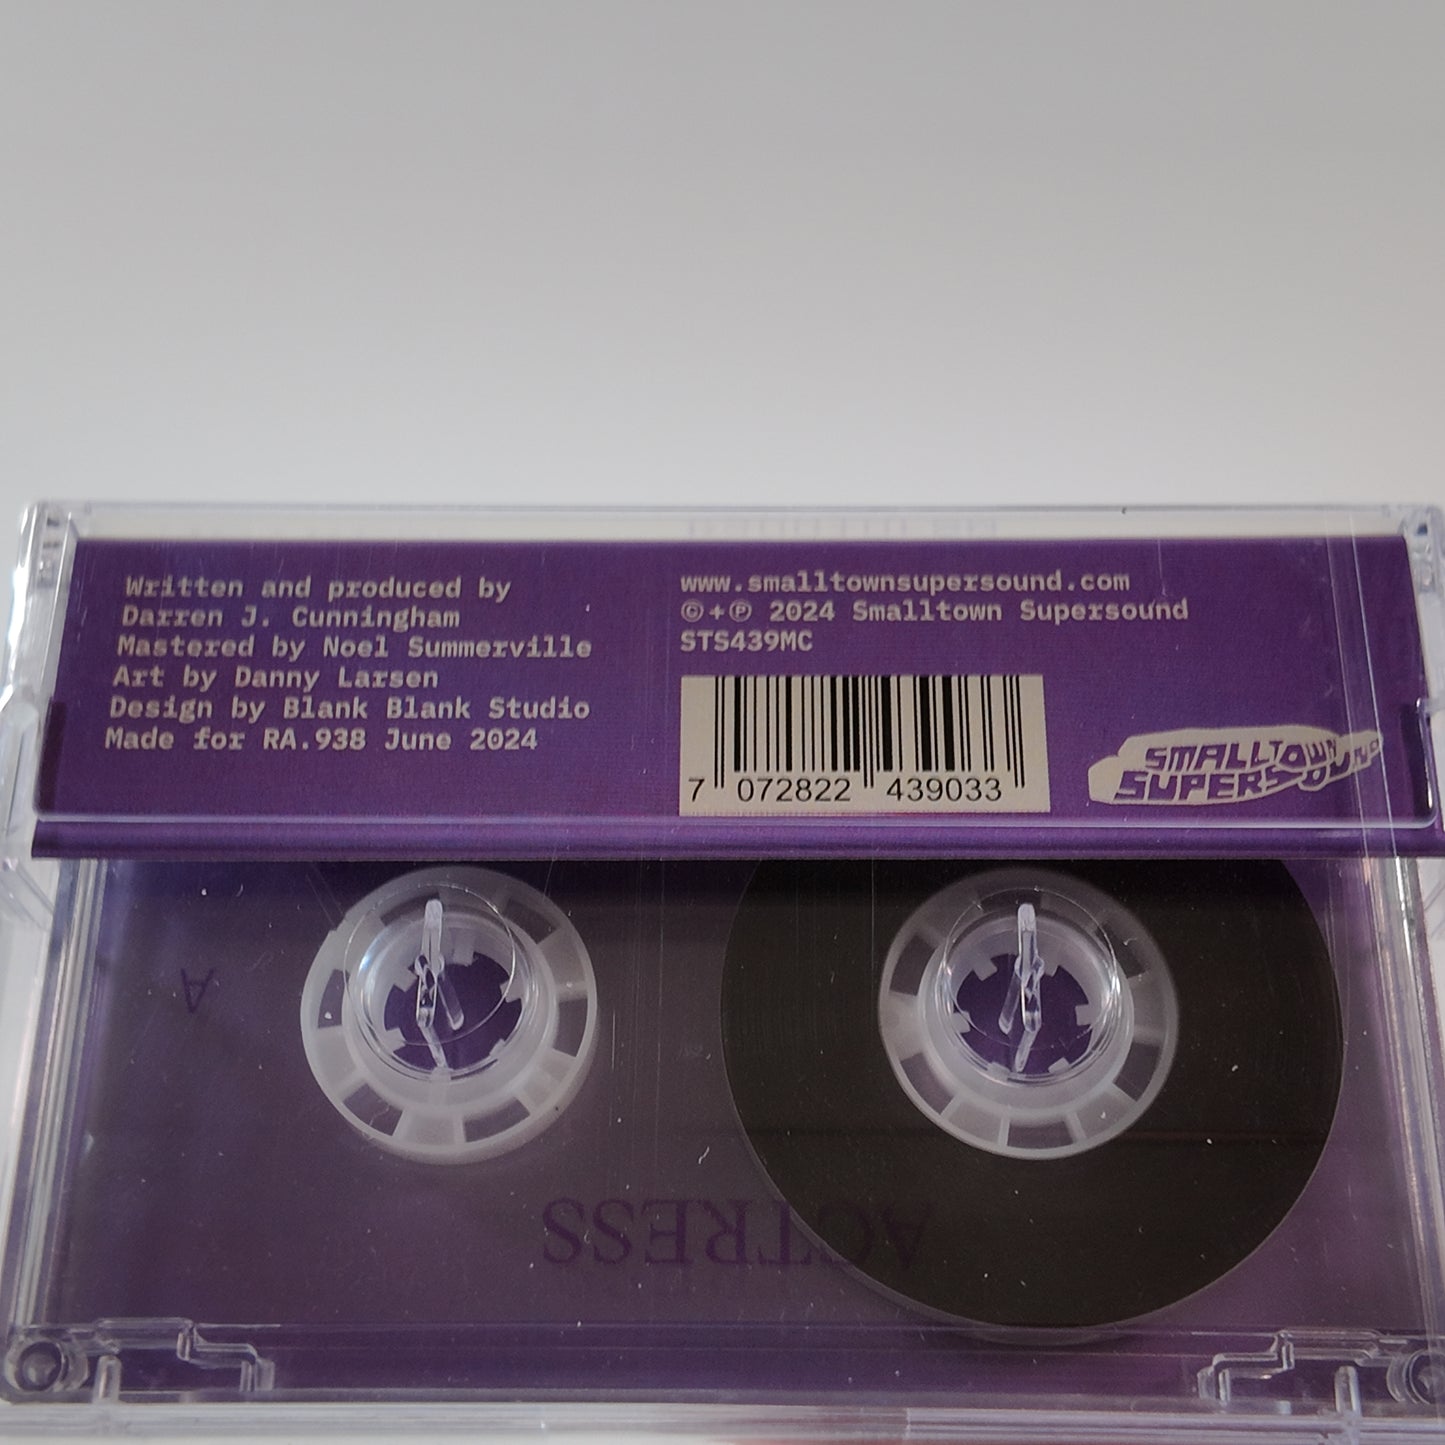 Written and produced by
Darren J. Cunningham
Mastered by Noel Summerville
Art by Danny Larsen
Design by Blank Blank Studio
Made for RA.938 June 2024
www.smalltownsupersound.com
©+℗ 2024 Smalltown Supersound
STS439MC
7 072822 439033
SMALLTOWN
SUPERSOUND
A
ACTRESS